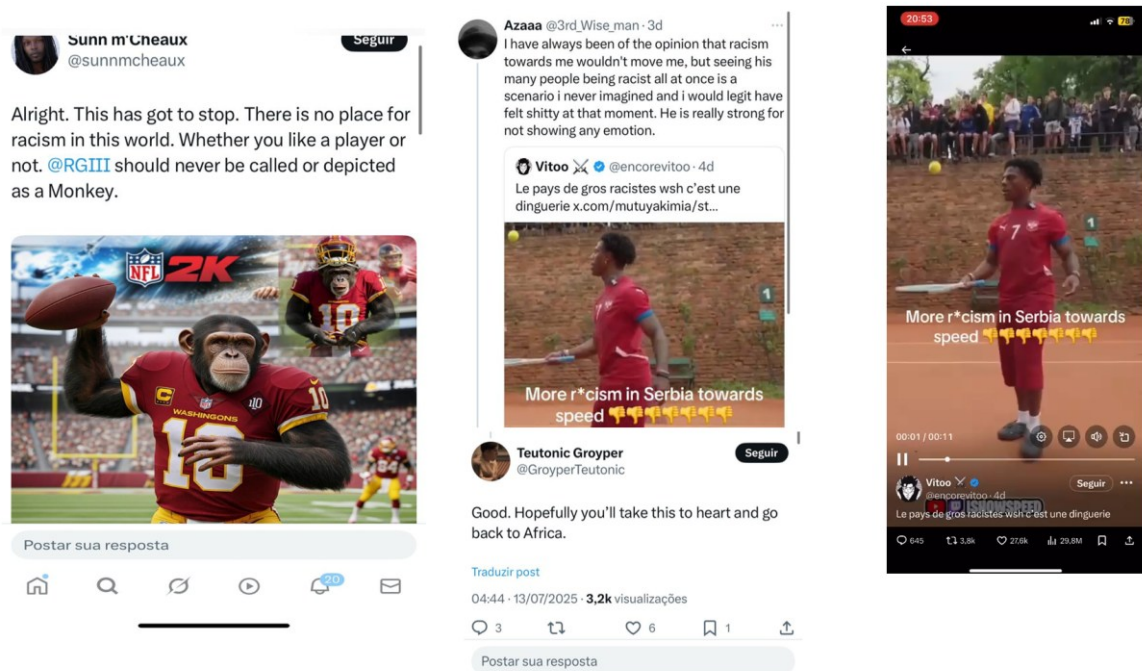 Sunn m'Cheaux
Seguir
@sunnmcheaux
Alright. This has got to stop. There is no place for
racism in this world. Whether you like a player or
not. @RGIII should never be called or depicted
as a Monkey.
NFL 2K
10
C
10
WASHINGONS
10
Postar sua resposta
20
Azaaa @3rd_Wise_man · 3d
I have always been of the opinion that racism
towards me wouldn't move me, but seeing his
many people being racist all at once is a
scenario i never imagined and i would legit have
felt shitty at that moment. He is really strong for
not showing any emotion.
Vitoo @encorevitoo · 4d
Le pays de gros racistes wsh c'est une
dinguerie x.com/mutuyakimia/st...
1
More r*cism in Serbia towards
speed
Teutonic Groyper
Seguir
@GroyperTeutonic
Good. Hopefully you'll take this to heart and go
back to Africa.
Traduzir post
04:44 · 13/07/2025 · 3,2k visualizações
3
6
1
Postar sua resposta
20:53
78
7
1
More r*cism in Serbia towards
speed
00:01 / 00:11
Vitoo
Seguir
@encorevitoo · 4d
ISHOWSPEED
Le pays de gros racistes wsh c'est une dinguerie
645
3,8k
27,6k
29,8M